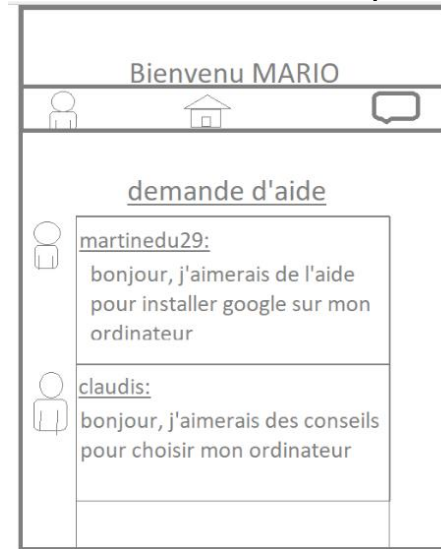 Bienvenu MARIO
demande d'aide
martinedu29:
bonjour, j'aimerais de l'aide
pour installer google sur mon
ordinateur
claudis:
bonjour, j'aimerais des conseils
pour choisir mon ordinateur